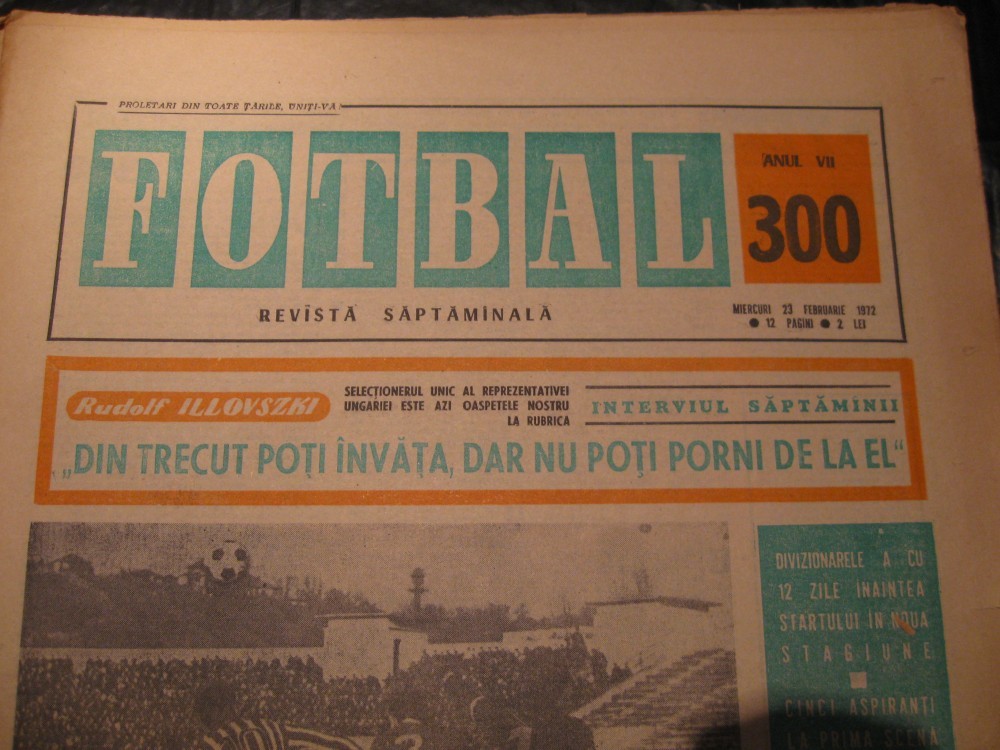 PROLETARI DIN TOATE ȚĂRILE, UNIȚI-VĂ
FOTBAL
ANUL VII
300
REVISTĂ SĂPTĂMÎNALĂ
MIERCURI 23 FEBRUARIE 1972
● 12 PAGINI ● 2 LEI
Rudolf ILLOVSZKI
SELECȚIONERUL UNIC AL REPREZENTATIVEI
UNGARIEI ESTE AZI OASPETELE NOSTRU
LA RUBRICA
INTERVIUL SĂPTĂMÎNII
„DIN TRECUT POȚI ÎNVĂȚA, DAR NU POȚI PORNI DE LA EL“
DIVIZIONARELE A CU
12 ZILE ÎNAINTEA
STARTULUI ÎN NOUA
STAGIUNE
CINCI ASPIRANȚI
LA PRIMA SCENĂ